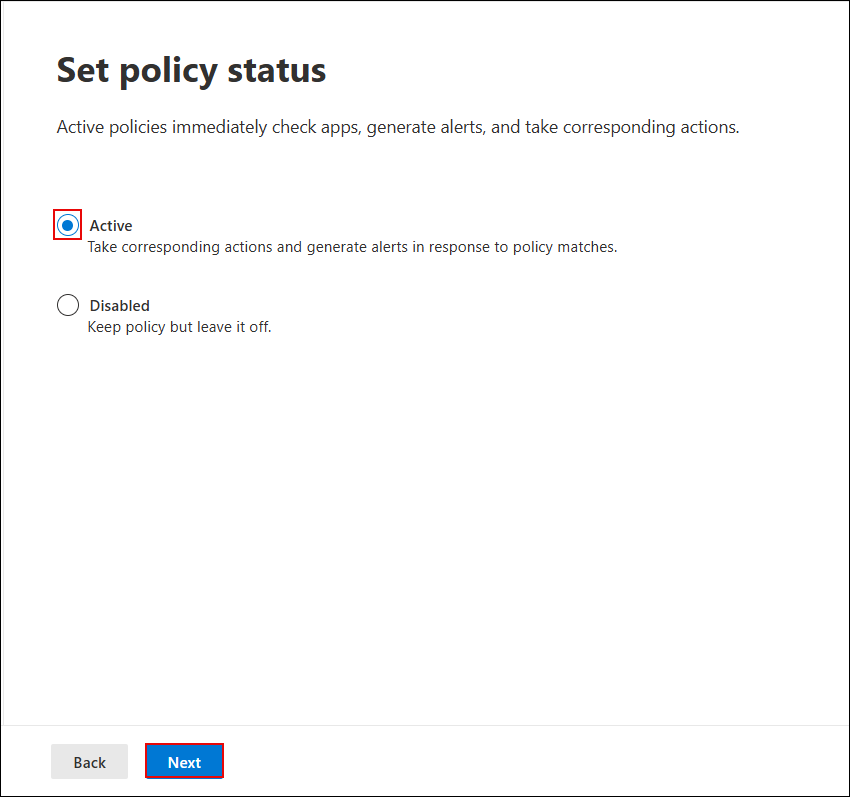 Set policy status
Active policies immediately check apps, generate alerts, and take corresponding actions.
Active
Take corresponding actions and generate alerts in response to policy matches.
Disabled
Keep policy but leave it off.
Back
Next